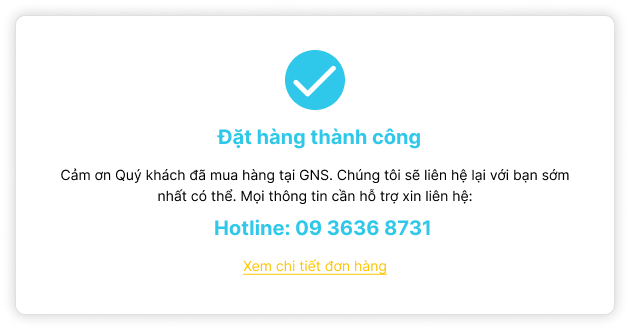 Đặt hàng thành công
Cảm ơn Quý khách đã mua hàng tại GNS. Chúng tôi sẽ liên hệ lại với bạn sớm
nhất có thể. Mọi thông tin cần hỗ trợ xin liên hệ:
Hotline: 09 3636 8731
Xem chi tiết đơn hàng